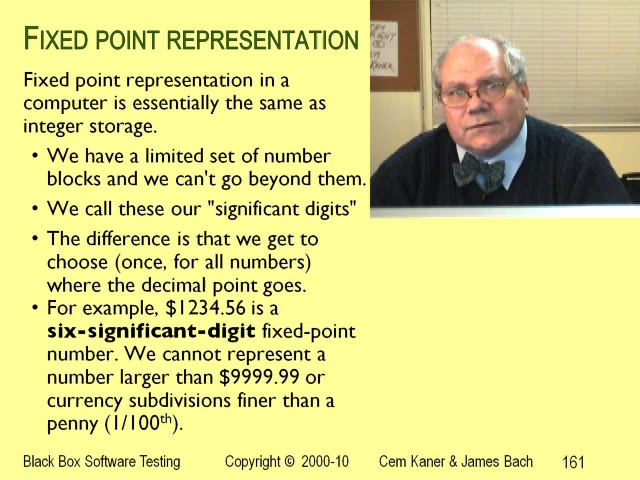 FIXED POINT REPRESENTATION
Fixed point representation in a
computer is essentially the same as
integer storage.
• We have a limited set of number
blocks and we can't go beyond them.
• We call these our "significant digits"
• The difference is that we get to
choose (once, for all numbers)
where the decimal point goes.
• For example, $1234.56 is a
six-significant-digit fixed-point
number. We cannot represent a
number larger than $9999.99 or
currency subdivisions finer than a
penny (1/100th).
Black Box Software Testing Copyright © 2000-10 Cem Kaner & James Bach 161